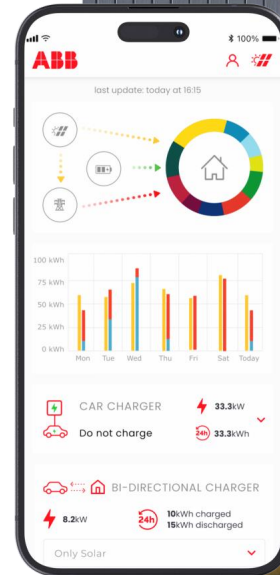 100%
ABB
last update: today at 16:15
100 kWh
75 kWh
50 kWh
25 kWh
0 kWh
Mon Tue Wed Thu Fri Sat Today
CAR CHARGER
33.3kW
Do not charge
24h 33.3kWh
BI-DIRECTIONAL CHARGER
8.2kW
24h
10kWh charged
15kWh discharged
Only Solar